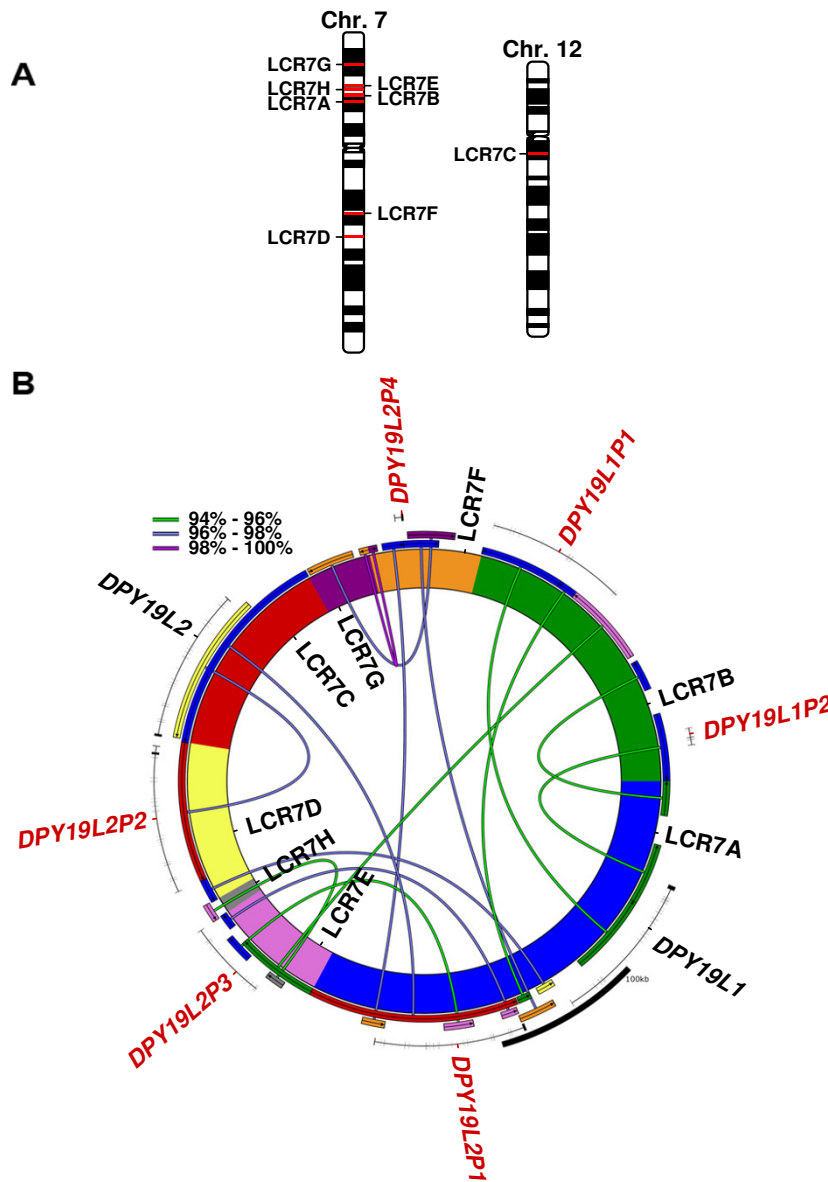 A
Chr. 7
Chr. 12
LCR7G
LCR7E
LCR7H
LCR7B
LCR7A
LCR7C
LCR7F
LCR7D
B
94% - 96%
96% - 98%
98% - 100%
DPY19L2P4
LCR7F
DPY19L1P1
DPY19L2
LCR7G
LCR7C
LCR7B
DPY19L1P2
LCR7D
LCR7A
DPY19L2P2
LCR7H
LCR7E
DPY19L1
100kb
DPY19L2P3
DPY19L2P1